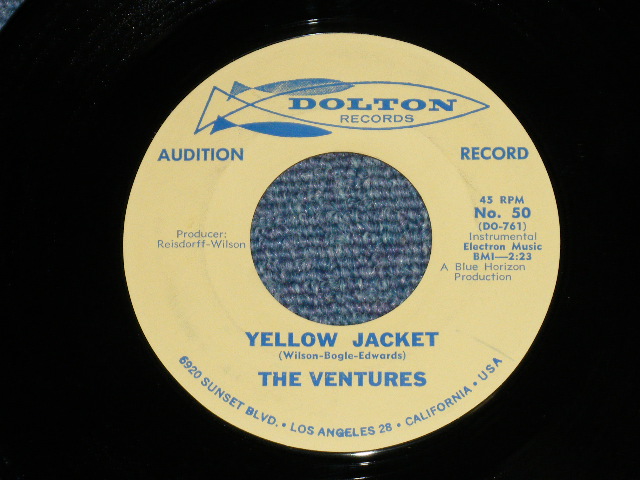 DOLTON
RECORDS
AUDITION RECORD
45 RPM
No. 50
(DO-761)
Instrumental
Electron Music
BMI—2:23
A Blue Horizon
Production
Producer:
Reisdorff-Wilson
YELLOW JACKET
(Wilson-Bogle-Edwards)
THE VENTURES
6920 SUNSET BLVD. • LOS ANGELES 28 • CALIFORNIA • USA